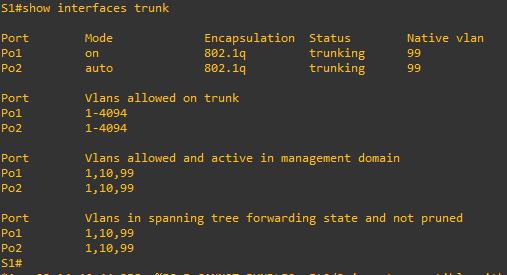 S1#show interfaces trunk
Port Mode Encapsulation Status Native vlan
Po1 on 802.1q trunking 99
Po2 auto 802.1q trunking 99
Port Vlans allowed on trunk
Po1 1-4094
Po2 1-4094
Port Vlans allowed and active in management domain
Po1 1,10,99
Po2 1,10,99
Port Vlans in spanning tree forwarding state and not pruned
Po1 1,10,99
Po2 1,10,99
S1#